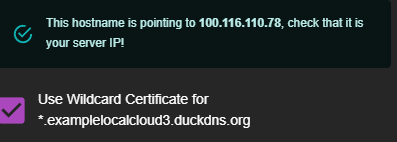 This hostname is pointing to 100.116.110.78, check that it is
your server IP!
Use Wildcard Certificate for
*.examplelocalcloud3.duckdns.org